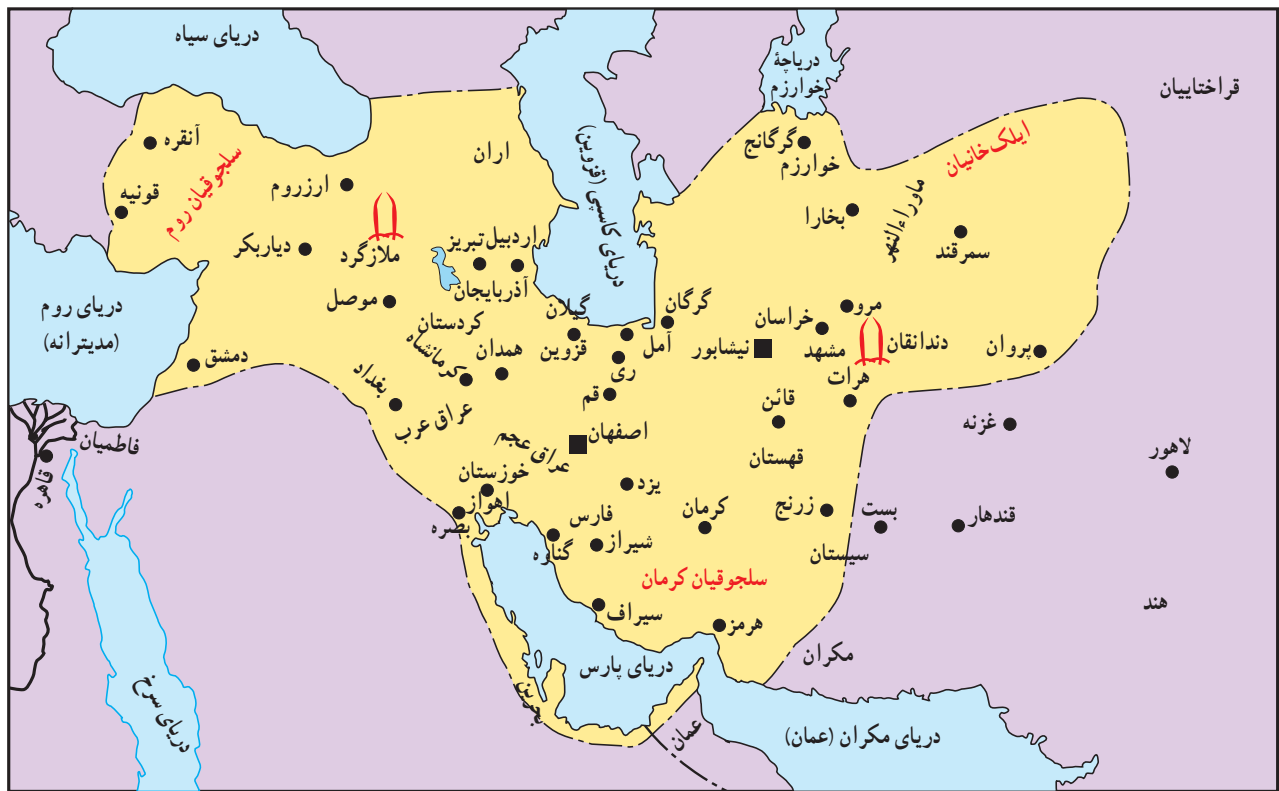 دریای سیاه
دریاچهٔ
خوارزم
قراختاییان
ایلک‌خانیان
گرگانج
خوارزم
آنقره
اران
دریای کاسپی (قزوین)
سلجوقیان روم
ارزروم
قونیه
ماوراءالنهر
بخارا
سمرقند
دیاربکر
ملازگرد
تبریز
اردبیل
آذربایجان
موصل
دریای روم
(مدیترانه)
گیلان
گرگان
مرو
خراسان
کردستان
کرمانشاه
همدان
قزوین
آمل
نیشابور
مشهد
دندانقان
پروان
دمشق
ری
هرات
بغداد
قم
قائن
عراق عرب
غزنه
فاطمیان
اصفهان
عراق عجم
قهستان
لاهور
قاهره
خوزستان
یزد
اهواز
کرمان
زرنج
بست
قندهار
بصره
فارس
گناوه
شیراز
سیستان
سلجوقیان کرمان
هند
سیراف
هرمز
مکران
دریای پارس
بحرین
دریای سرخ
عمان
دریای مکران (عمان)